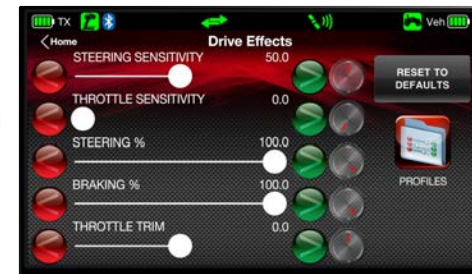 TX Veh
Home Drive Effects
STEERING SENSITIVITY 50.0
RESET TO
DEFAULTS
THROTTLE SENSITIVITY 0.0
STEERING % 100.0
PROFILES
BRAKING % 100.0
THROTTLE TRIM 0.0